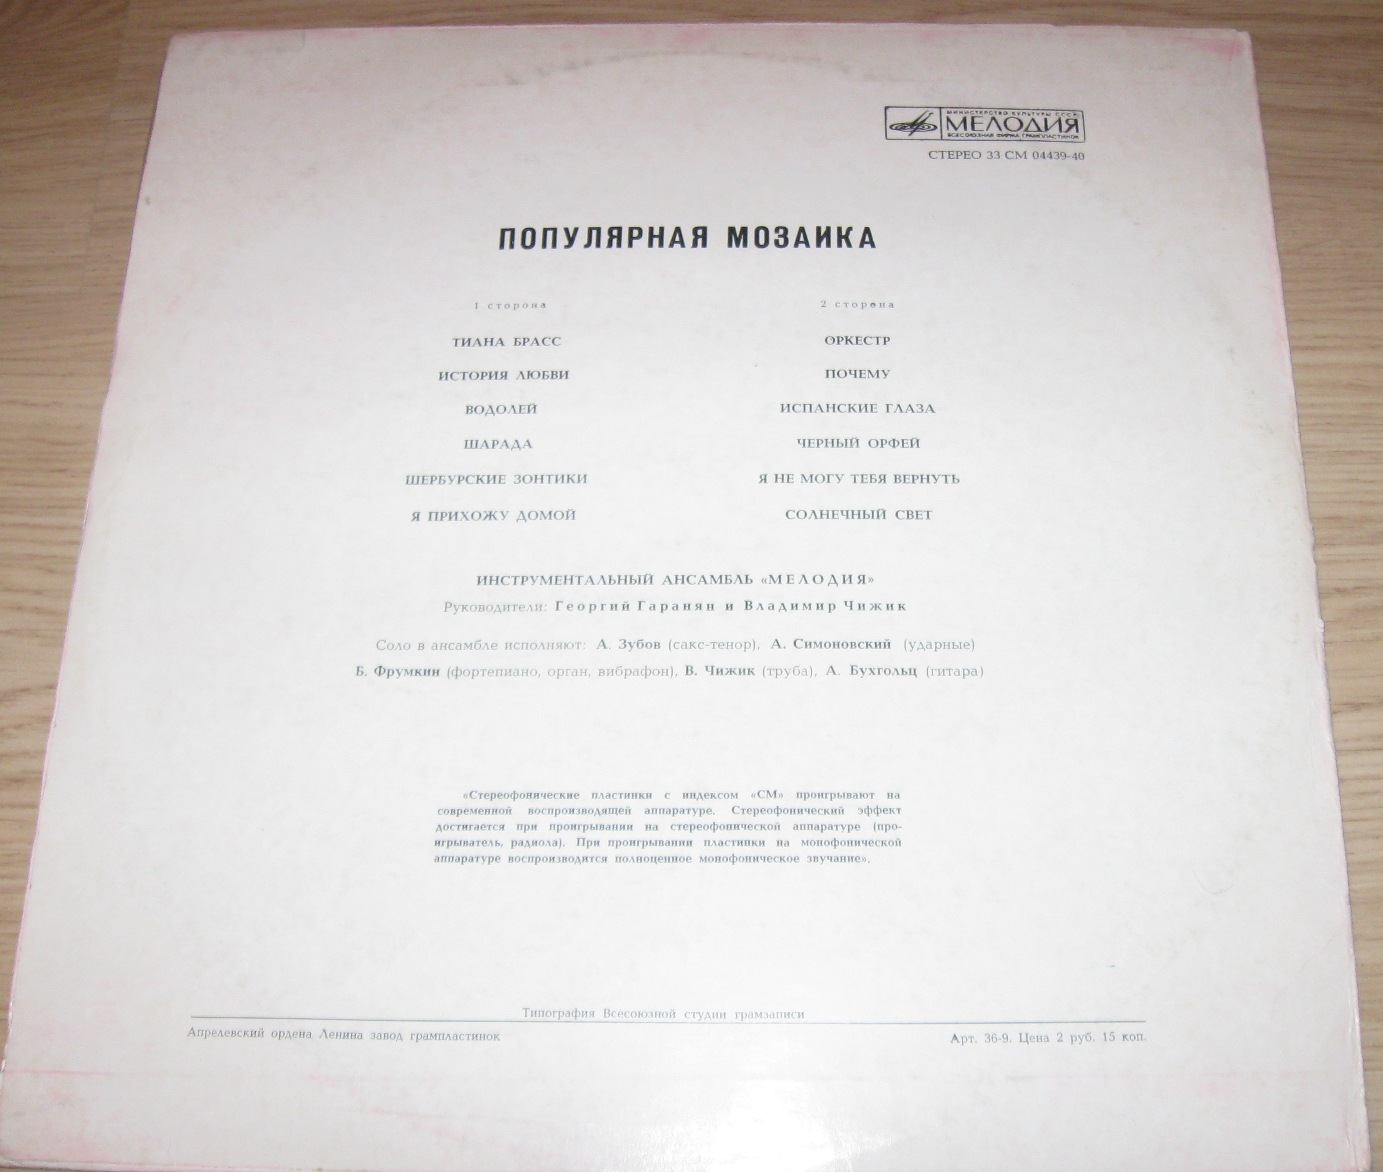 МИНИСТЕРСТВО КУЛЬТУРЫ СССР
МЕЛОДИЯ
ВСЕСОЮЗНАЯ ФИРМА ГРАМПЛАСТИНОК
СТЕРЕО 33 СМ 04439-40
ПОПУЛЯРНАЯ МОЗАИКА
1 сторона
ТИАНА БРАСС
ИСТОРИЯ ЛЮБВИ
ВОДОЛЕЙ
ШАРАДА
ШЕРБУРСКИЕ ЗОНТИКИ
Я ПРИХОЖУ ДОМОЙ
2 сторона
ОРКЕСТР
ПОЧЕМУ
ИСПАНСКИЕ ГЛАЗА
ЧЕРНЫЙ ОРФЕЙ
Я НЕ МОГУ ТЕБЯ ВЕРНУТЬ
СОЛНЕЧНЫЙ СВЕТ
ИНСТРУМЕНТАЛЬНЫЙ АНСАМБЛЬ «МЕЛОДИЯ»
Руководители: Георгий Гаранян и Владимир Чижик
Соло в ансамбле исполняют: А. Зубов (сакс-тенор), А. Симоновский (ударные)
Б. Фрумкин (фортепиано, орган, вибрафон), В. Чижик (труба), А. Бухгольц (гитара)
«Стереофонические пластинки с индексом «СМ» проигрывают на
современной воспроизводящей аппаратуре. Стереофонический эффект
достигается при проигрывании на стереофонической аппаратуре (про-
игрыватель, радиола). При проигрывании пластинки на монофонической
аппаратуре воспроизводится полноценное монофоническое звучание».
Типография Всесоюзной студии грамзаписи
Апрелевский ордена Ленина завод грампластинок
Арт. 36-9. Цена 2 руб. 15 коп.